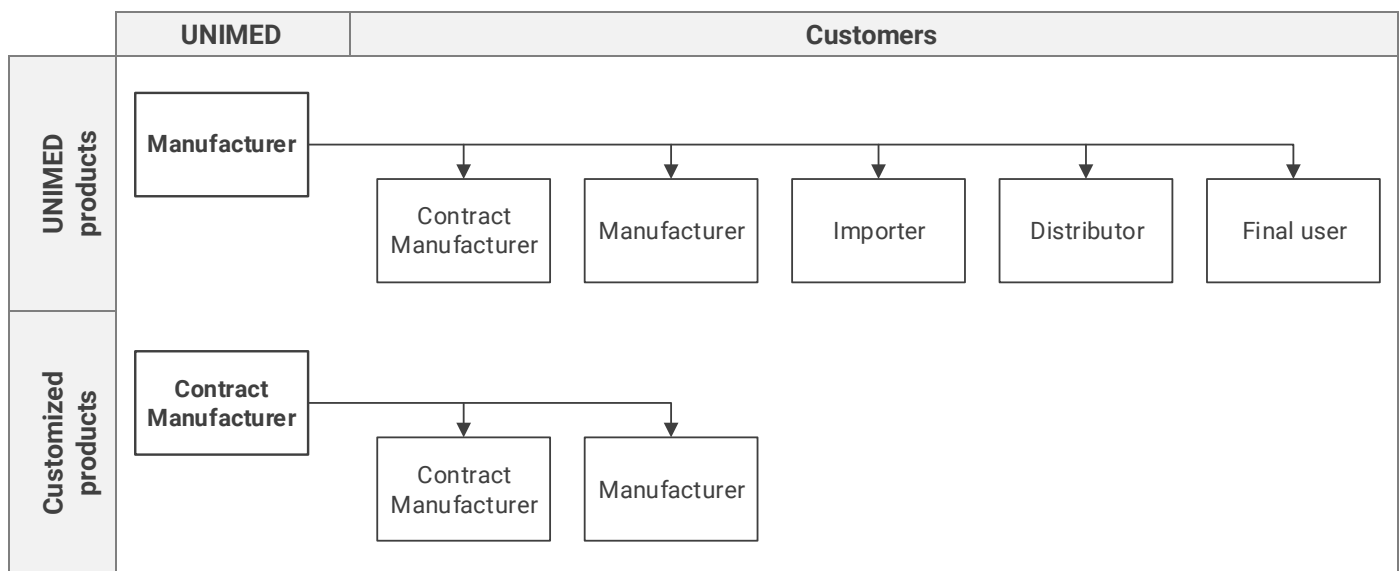 UNIMED
Customers
UNIMED
products
Manufacturer
Contract
Manufacturer
Manufacturer
Importer
Distributor
Final user
Customized
products
Contract
Manufacturer
Contract
Manufacturer
Manufacturer